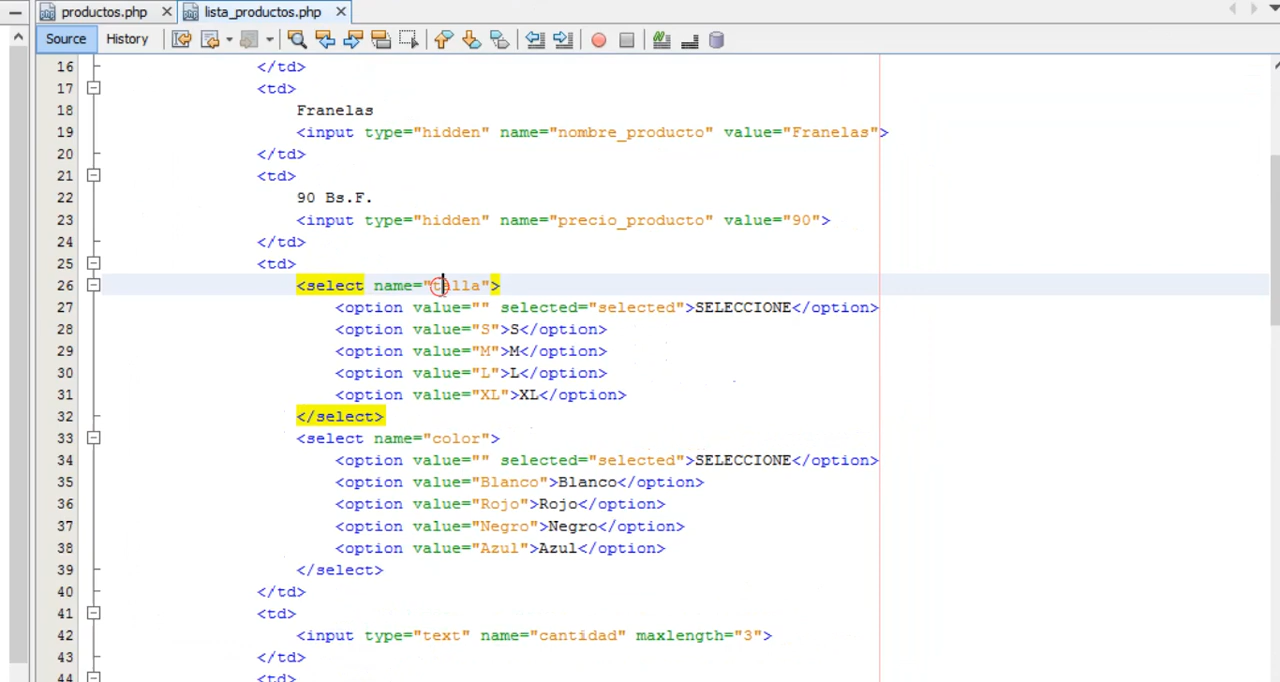 productos.php lista_productos.php
Source History
16 </td>
17 <td>
18 Franelas
19 <input type="hidden" name="nombre_producto" value="Franelas">
20 </td>
21 <td>
22 90 Bs.F.
23 <input type="hidden" name="precio_producto" value="90">
24 </td>
25 <td>
26 <select name="talla">
27 <option value="" selected="selected">SELECCIONE</option>
28 <option value="S">S</option>
29 <option value="M">M</option>
30 <option value="L">L</option>
31 <option value="XL">XL</option>
32 </select>
33 <select name="color">
34 <option value="" selected="selected">SELECCIONE</option>
35 <option value="Blanco">Blanco</option>
36 <option value="Rojo">Rojo</option>
37 <option value="Negro">Negro</option>
38 <option value="Azul">Azul</option>
39 </select>
40 </td>
41 <td>
42 <input type="text" name="cantidad" maxlength="3">
43 </td>
44 <td>